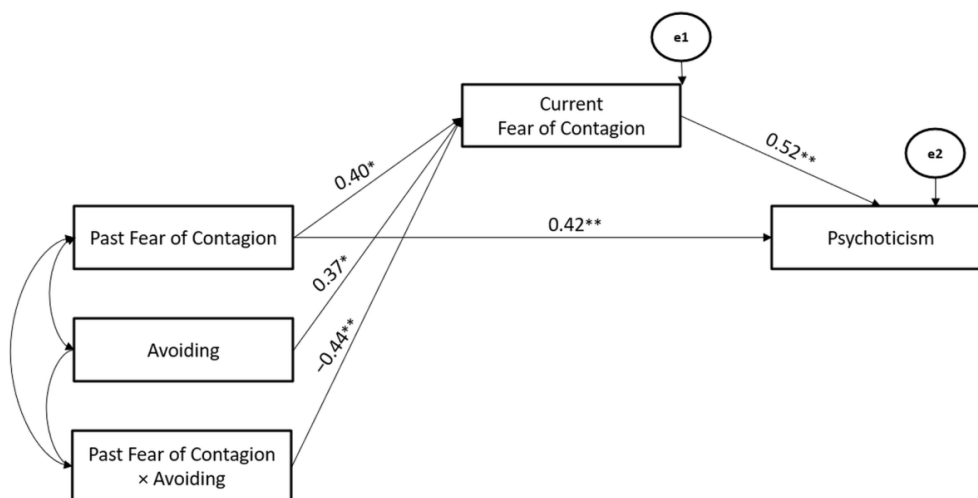 e1
Current
Fear of Contagion
0.52**
e2
0.40*
Past Fear of Contagion
0.42**
Psychoticism
0.37*
Avoiding
−0.44**
Past Fear of Contagion
× Avoiding